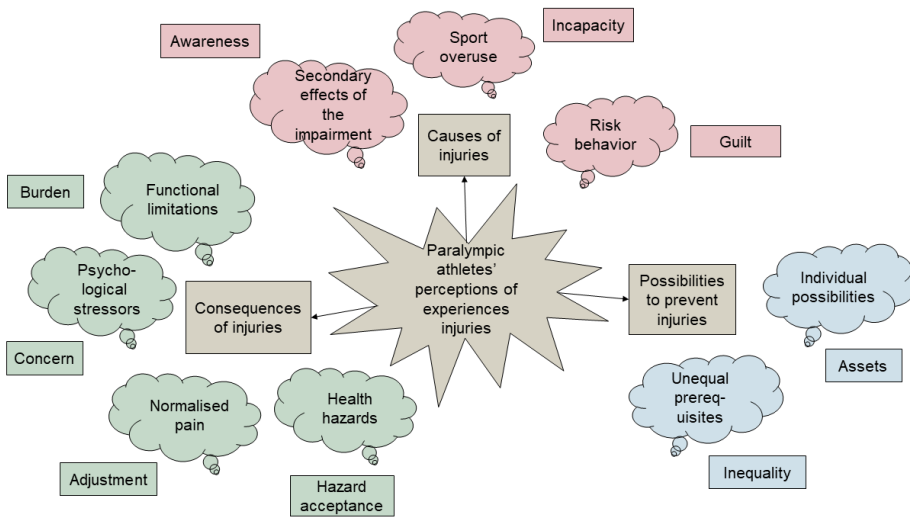 Awareness
Sport
overuse
Incapacity
Secondary
effects of
the
impairment
Causes of
injuries
Risk
behavior
Guilt
Burden
Functional
limitations
Psycho-
logical
stressors
Concern
Consequences
of injuries
Paralympic
athletes’
perceptions of
experiences
injuries
Possibilities
to prevent
injuries
Individual
possibilities
Assets
Normalised
pain
Adjustment
Health
hazards
Hazard
acceptance
Unequal
prereq-
uisites
Inequality